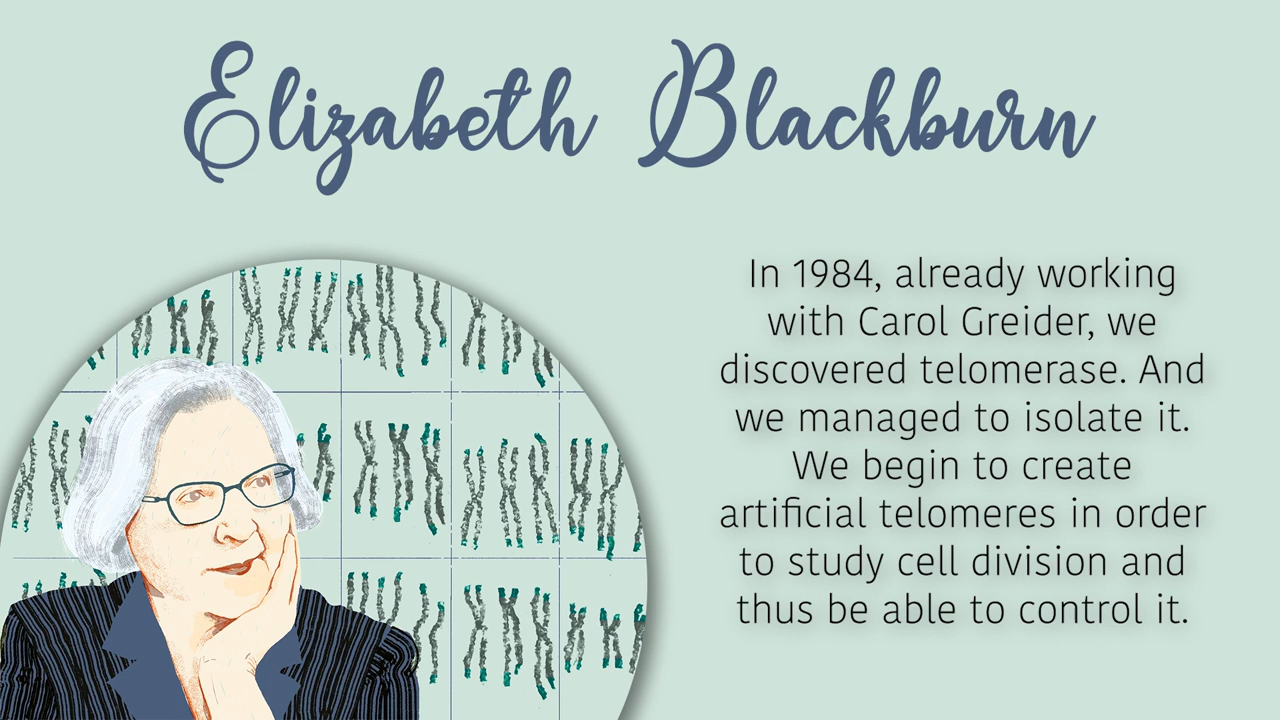 Elizabeth Blackburn
In 1984, already working
with Carol Greider, we
discovered telomerase. And
we managed to isolate it.
We begin to create
artificial telomeres in order
to study cell division and
thus be able to control it.